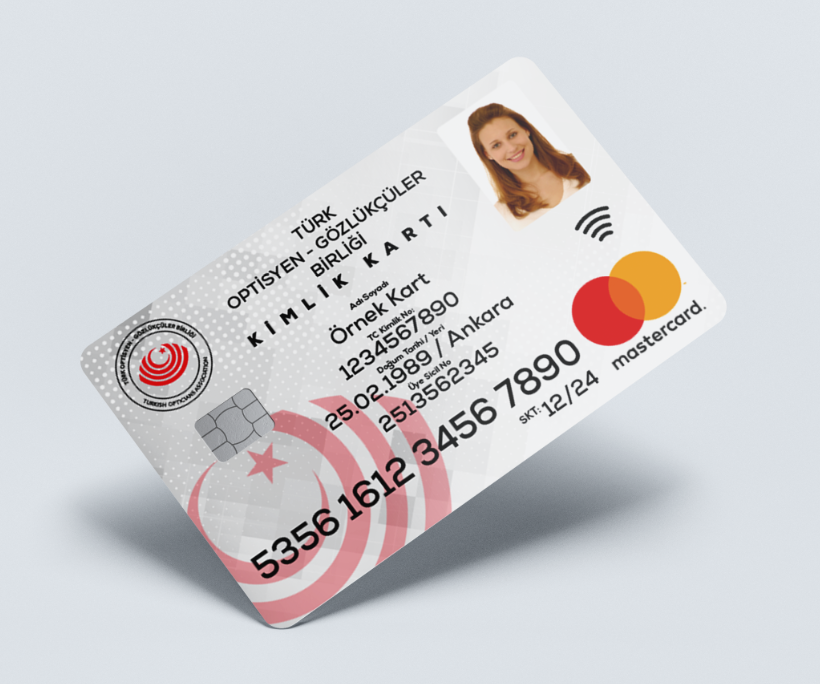 TÜRK
OPTİSYEN - GÖZLÜKÇÜLER
BİRLİĞİ
KİMLİK KARTI
Adı Soyadı
Örnek Kart
TC Kimlik No:
1234567890
Doğum Tarihi / Yeri
25.02.1989 / Ankara
Üye Sicil No
2513562345
5356 1612 3456 7890
SKT: 12/24
mastercard.
TÜRK OPTİSYEN-GÖZLÜKÇÜLER BİRLİĞİ
TURKISH OPTICIANS ASSOCIATION